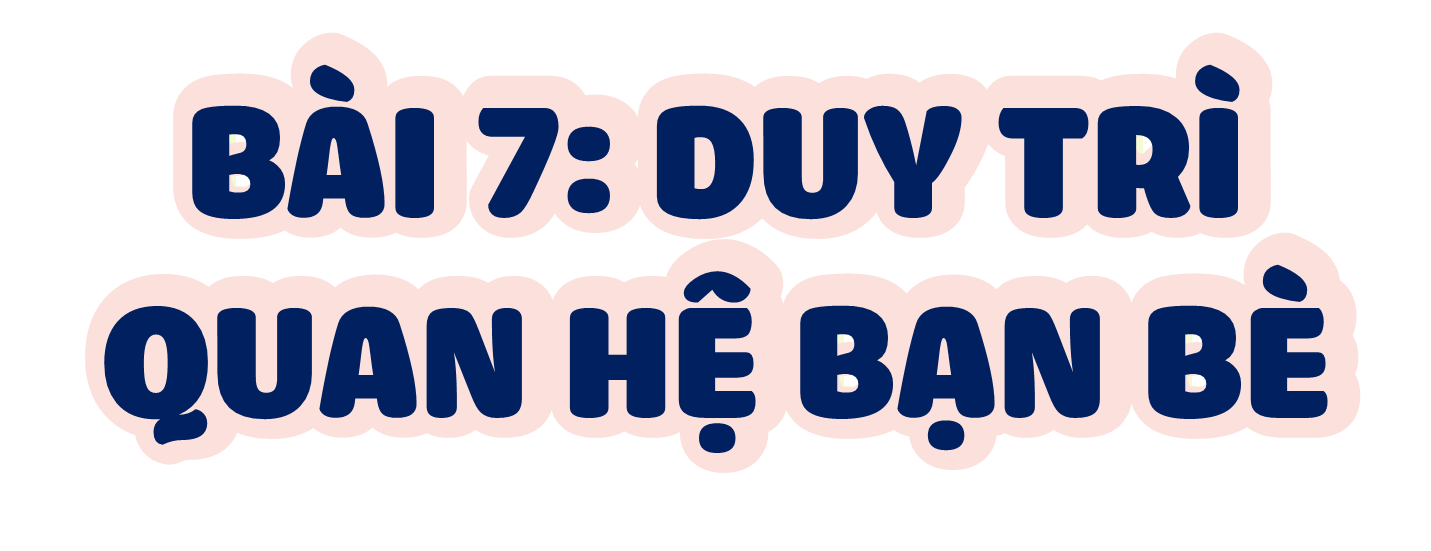 BÀI 7: DUY TRÌ
QUAN HỆ BẠN BÈ